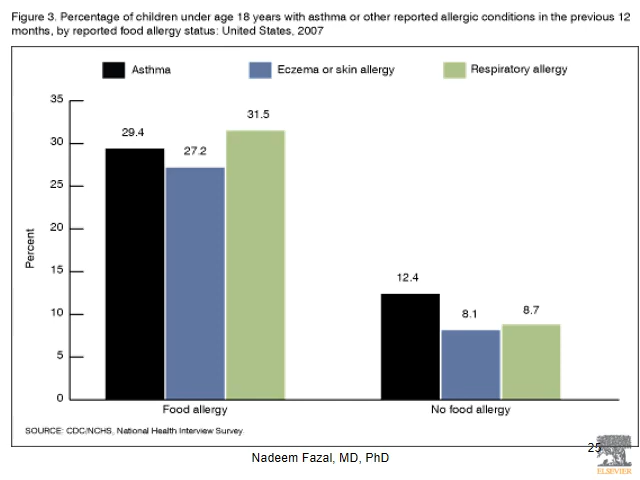 Figure 3. Percentage of children under age 18 years with asthma or other reported allergic conditions in the previous 12
months, by reported food allergy status: United States, 2007
Asthma
Eczema or skin allergy
Respiratory allergy
Percent
35
30
25
20
15
10
5
0
29.4
27.2
31.5
12.4
8.1
8.7
Food allergy
No food allergy
SOURCE: CDC/NCHS, National Health Interview Survey.
25
Nadeem Fazal, MD, PhD
ELSEVIER